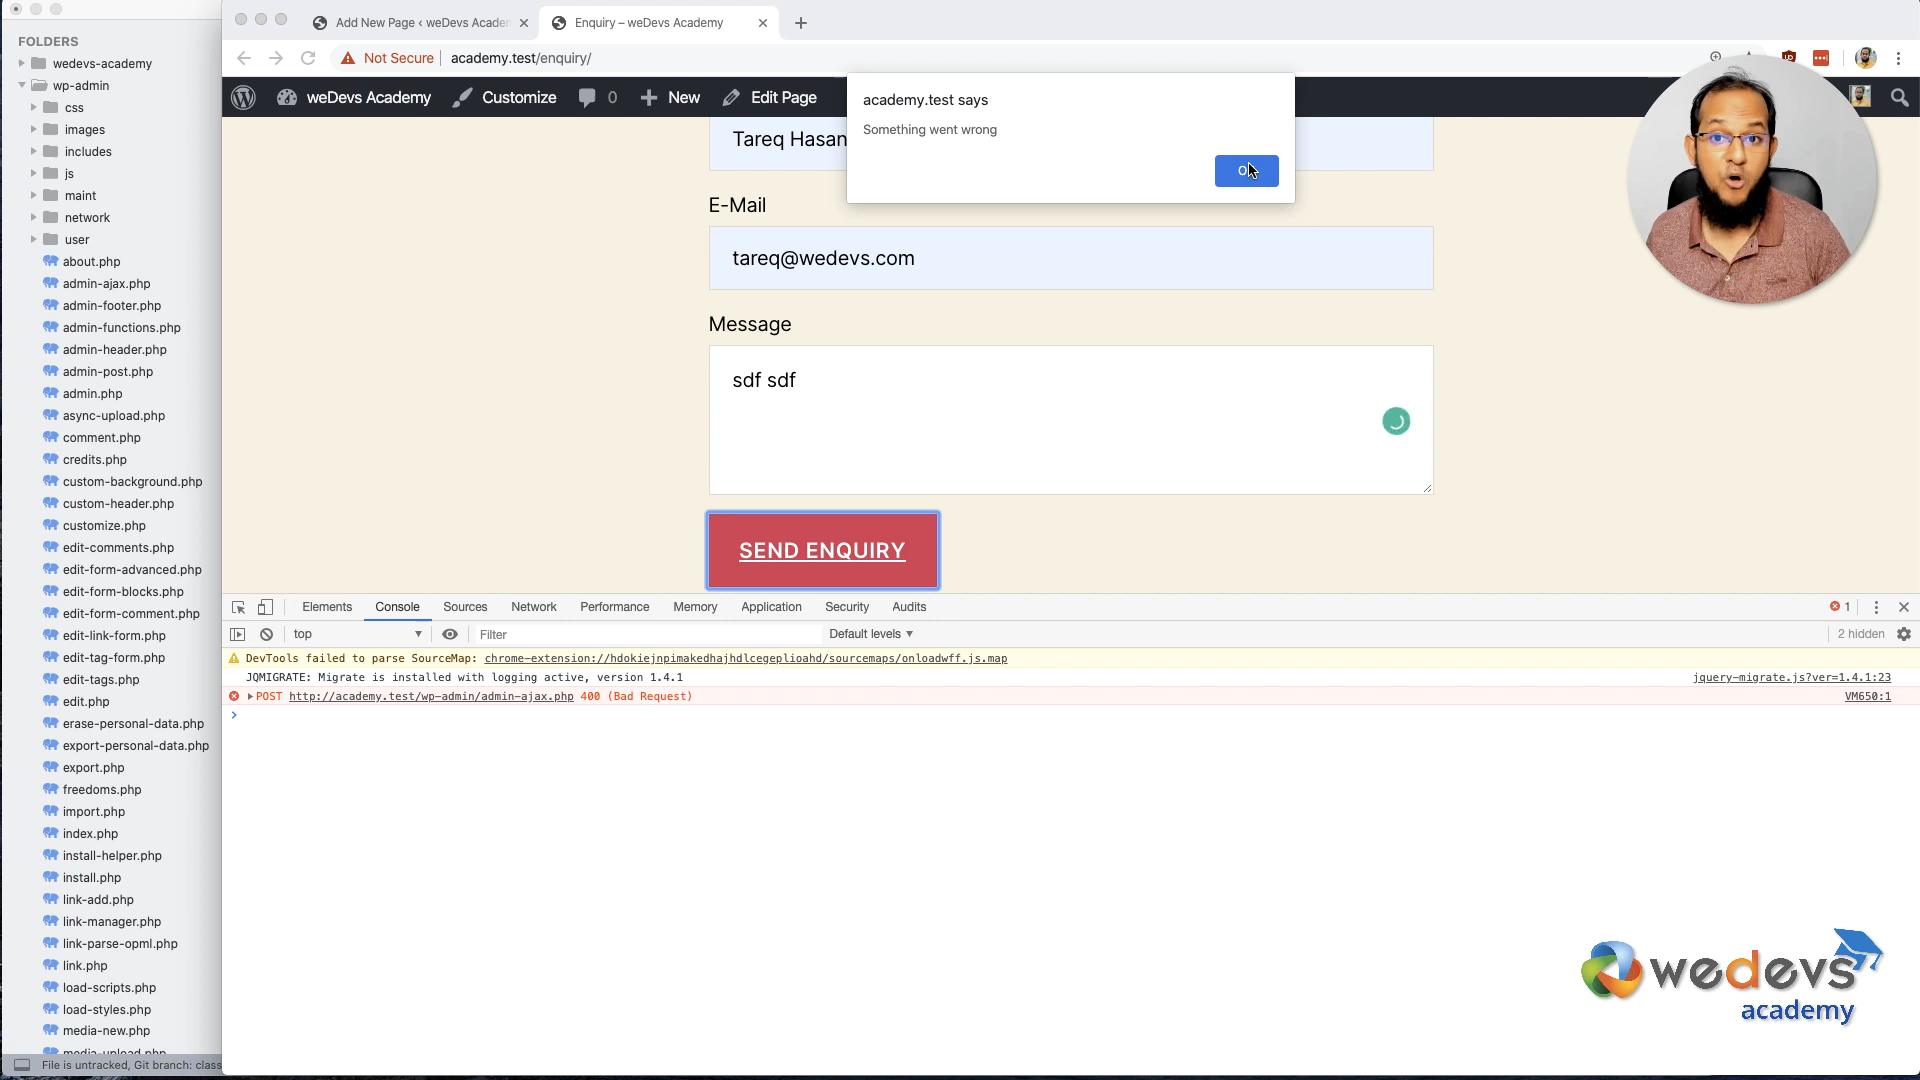 FOLDERS
wedevs-academy
wp-admin
css
images
includes
js
maint
network
user
about.php
admin-ajax.php
admin-footer.php
admin-functions.php
admin-header.php
admin-post.php
admin.php
async-upload.php
comment.php
credits.php
custom-background.php
custom-header.php
customize.php
edit-comments.php
edit-form-advanced.php
edit-form-blocks.php
edit-form-comment.php
edit-link-form.php
edit-tag-form.php
edit-tags.php
edit.php
erase-personal-data.php
export-personal-data.php
export.php
freedoms.php
import.php
index.php
install-helper.php
install.php
link-add.php
link-manager.php
link-parse-opml.php
link.php
load-scripts.php
load-styles.php
media-new.php
media-upload.php
File is untracked, Git branch: class
Add New Page ‹ weDevs Academ
Enquiry – weDevs Academy
Not Secure academy.test/enquiry/
weDevs Academy Customize 0 New Edit Page
academy.test says
Something went wrong
Tareq Hasan
E-Mail
tareq@wedevs.com
Message
sdf sdf
SEND ENQUIRY
Elements Console Sources Network Performance Memory Application Security Audits 1
top Filter Default levels 2 hidden
DevTools failed to parse SourceMap: chrome-extension://hdokiejnpimakedhajhdlcegeplioahd/sourcemaps/onloadwff.js.map
JQMIGRATE: Migrate is installed with logging active, version 1.4.1 jquery-migrate.js?ver=1.4.1:23
POST http://academy.test/wp-admin/admin-ajax.php 400 (Bad Request) VM650:1
wedevs
academy